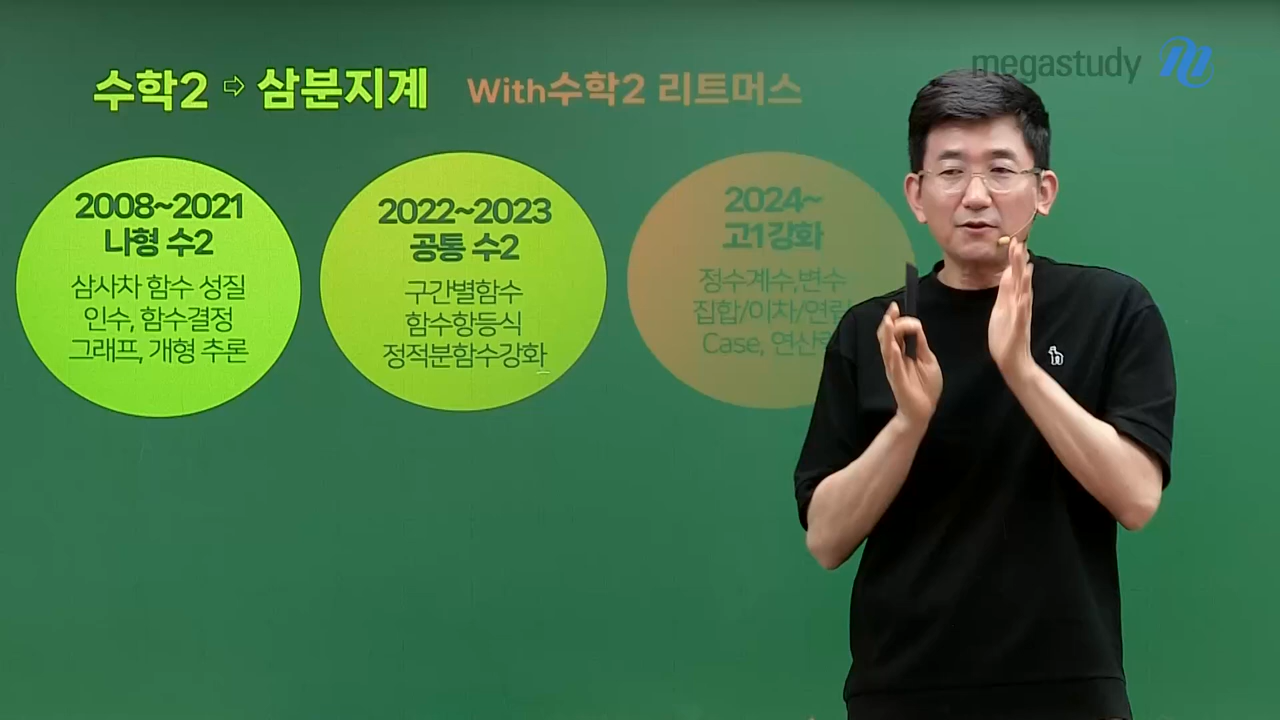 megastudy
수학2 ⇨ 삼분지계 With수학2 리트머스
2008~2021
나형 수2
삼사차 함수 성질
인수, 함수결정
그래프, 개형 추론
2022~2023
공통 수2
구간별함수
함수항등식
정적분함수강화
2024~
고1강화
정수계수,변수
집합/이차/연립
Case, 연산